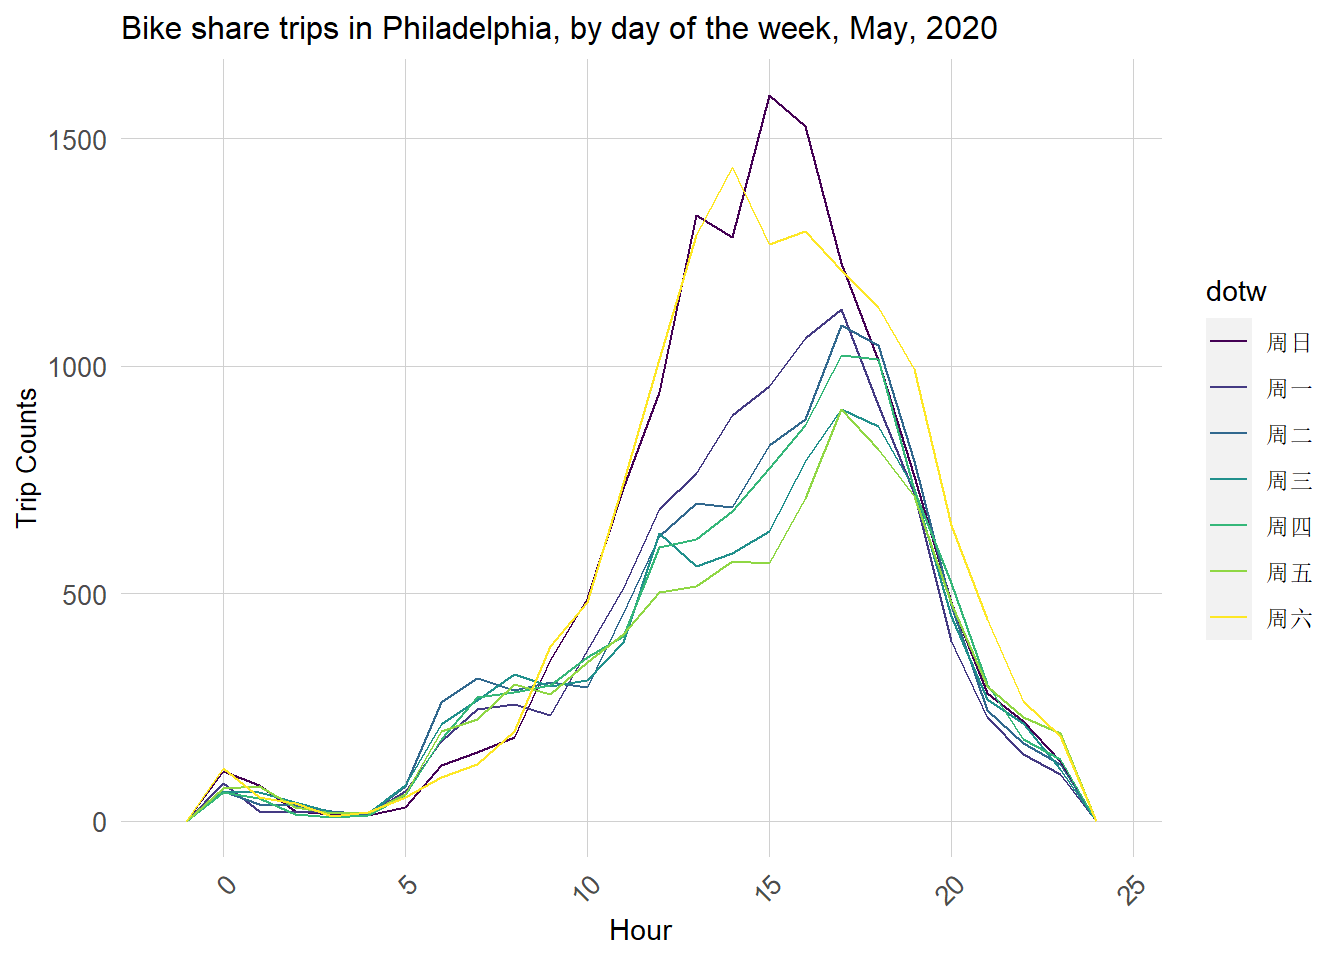 Bike share trips in Philadelphia, by day of the week, May, 2020
1500
1000
500
0
Trip Counts
0
5
10
15
20
25
Hour
dotw
周日
周一
周二
周三
周四
周五
周六